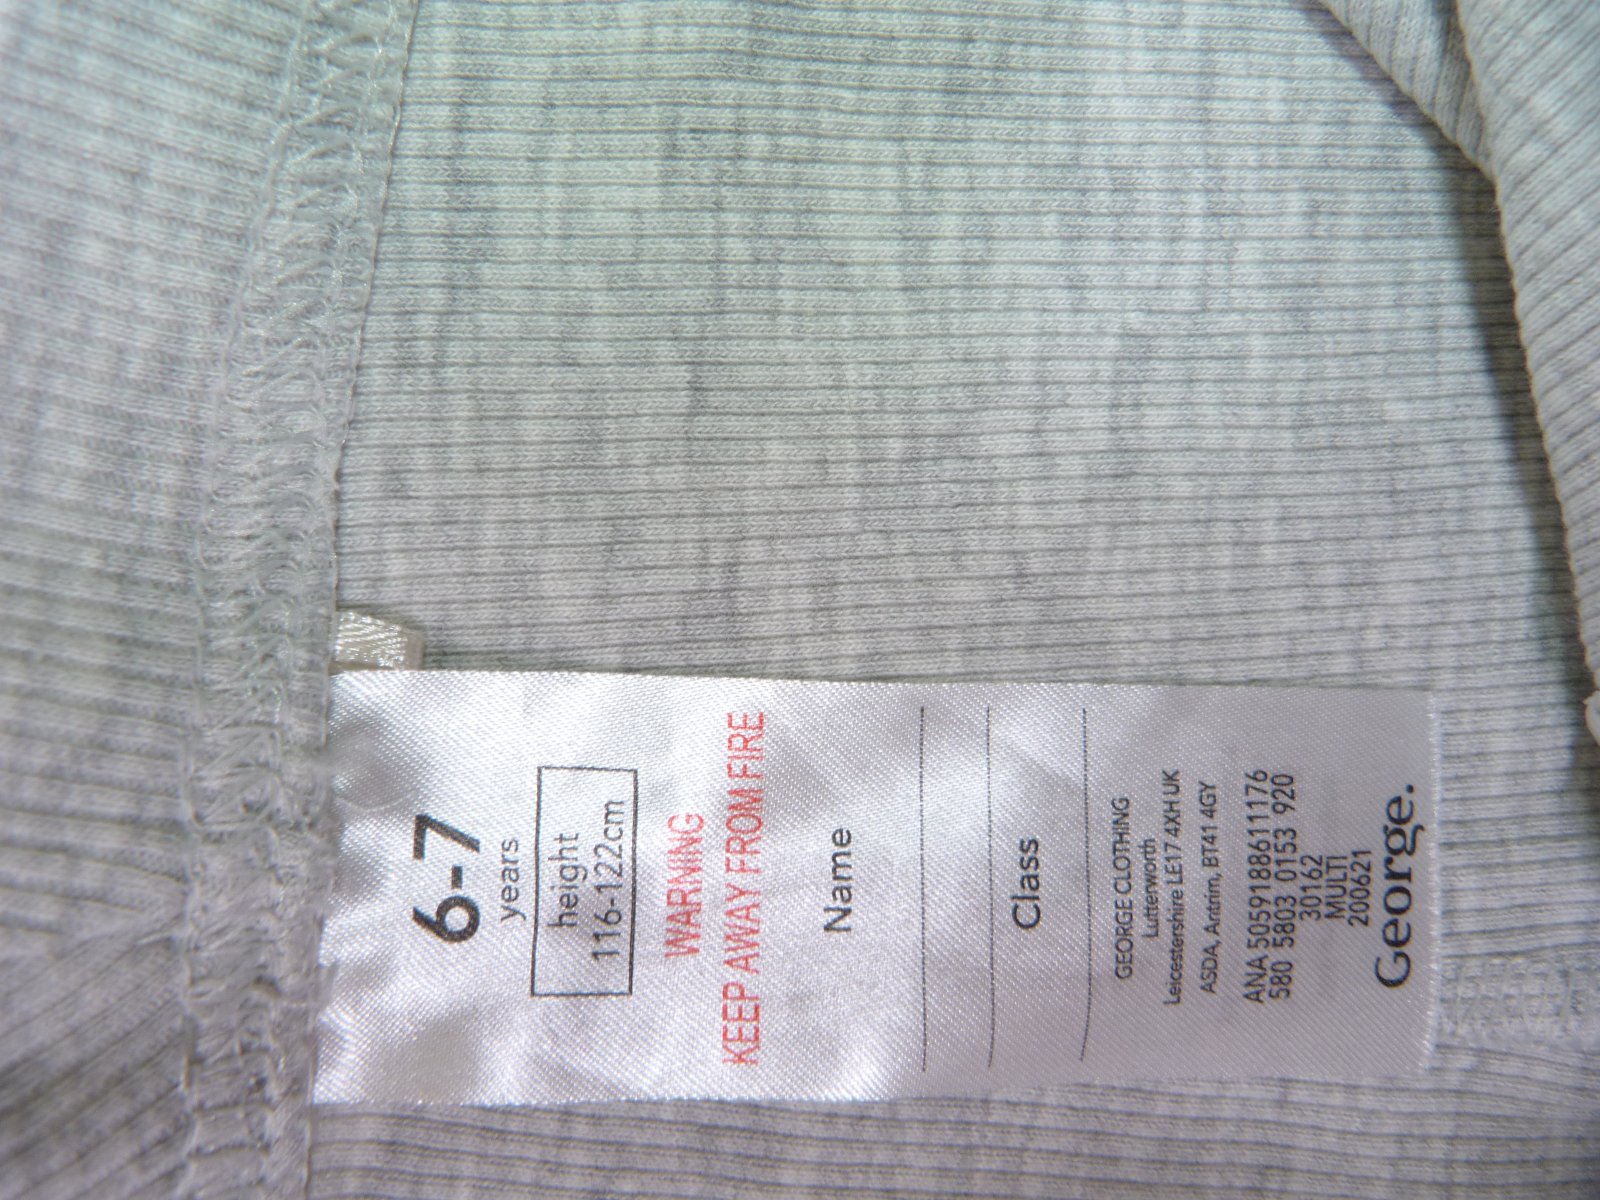 6-7
years
height
116-122cm
WARNING
KEEP AWAY FROM FIRE
Name
Class
GEORGE CLOTHING
Lutterworth
Leicestershire LE17 4XH UK
ASDA, Antrim, BT41 4GY
ANA 5059188611176
580 5803 0153 920
30162
MULTI
200621
George.